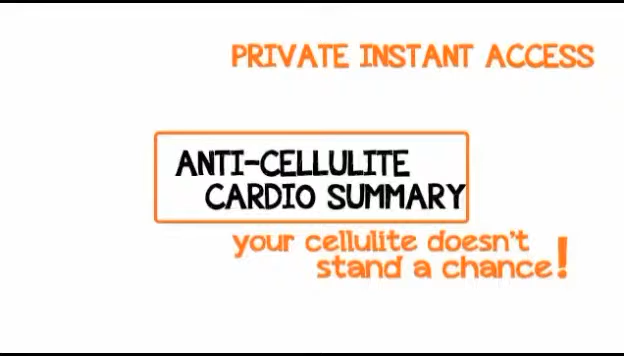 PRIVATE INSTANT ACCESS
ANTI-CELLULITE
CARDIO SUMMARY
your cellulite doesn't
stand a chance!